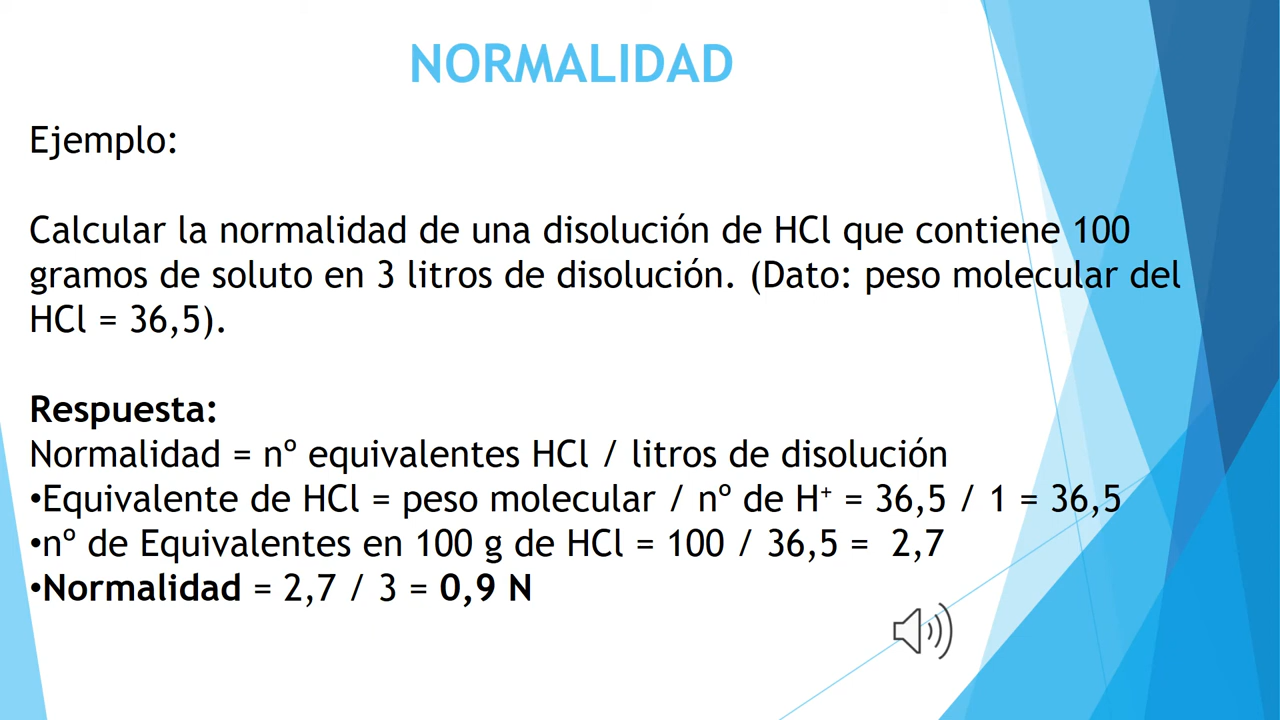 NORMALIDAD
Ejemplo:
Calcular la normalidad de una disolución de HCl que contiene 100
gramos de soluto en 3 litros de disolución. (Dato: peso molecular del
HCl = 36,5).
Respuesta:
Normalidad = nº equivalentes HCl / litros de disolución
•Equivalente de HCl = peso molecular / nº de H⁺ = 36,5 / 1 = 36,5
•nº de Equivalentes en 100 g de HCl = 100 / 36,5 =  2,7
•Normalidad = 2,7 / 3 = 0,9 N